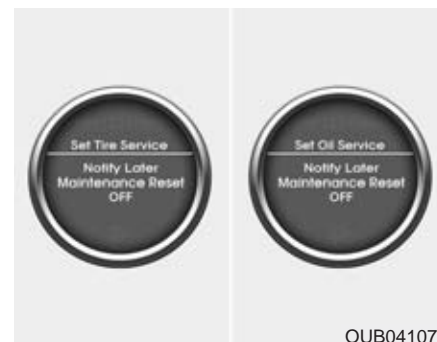 Set Tire Service
Notify Later
Maintenance Reset
OFF
Set Oil Service
Notify Later
Maintenance Reset
OFF
OUB04107